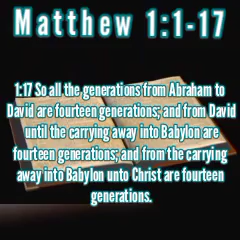 Matthew 1:1-17
1:17 So all the generations from Abraham to
David are fourteen generations; and from David
until the carrying away into Babylon are
fourteen generations; and from the carrying
away into Babylon unto Christ are fourteen
generations.